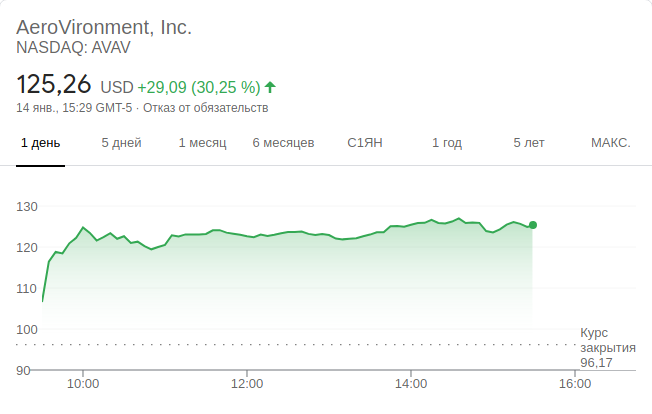 AeroVironment, Inc.
NASDAQ: AVAV
125,26 USD +29,09 (30,25 %)
14 янв., 15:29 GMT-5 · Отказ от обязательств
1 день 5 дней 1 месяц 6 месяцев С1ЯН 1 год 5 лет МАКС.
130
120
110
100
Курс
закрытия
96,17
90
10:00 12:00 14:00 16:00